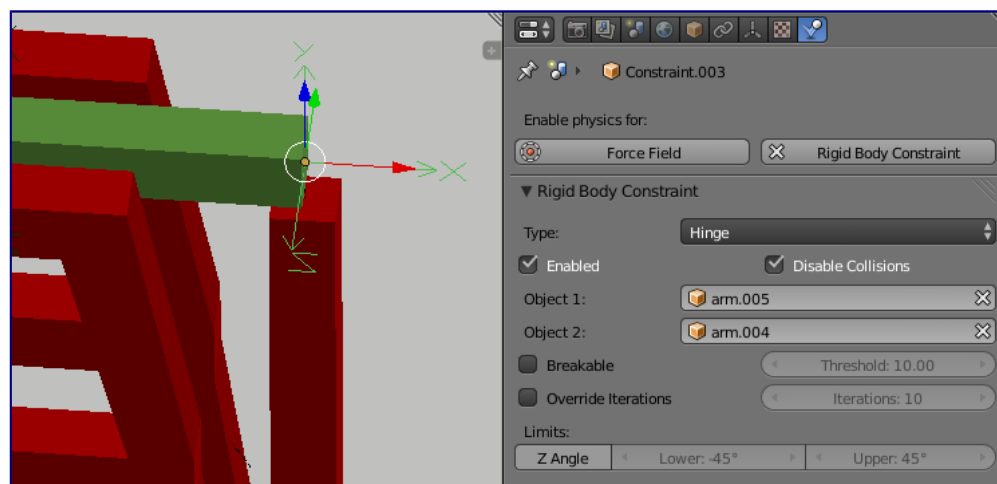 Y
X
Z
Constraint.003
Enable physics for:
Force Field
Rigid Body Constraint
Rigid Body Constraint
Type: Hinge
Enabled Disable Collisions
Object 1: arm.005
Object 2: arm.004
Breakable Threshold: 10.00
Override Iterations Iterations: 10
Limits:
Z Angle Lower: -45° Upper: 45°